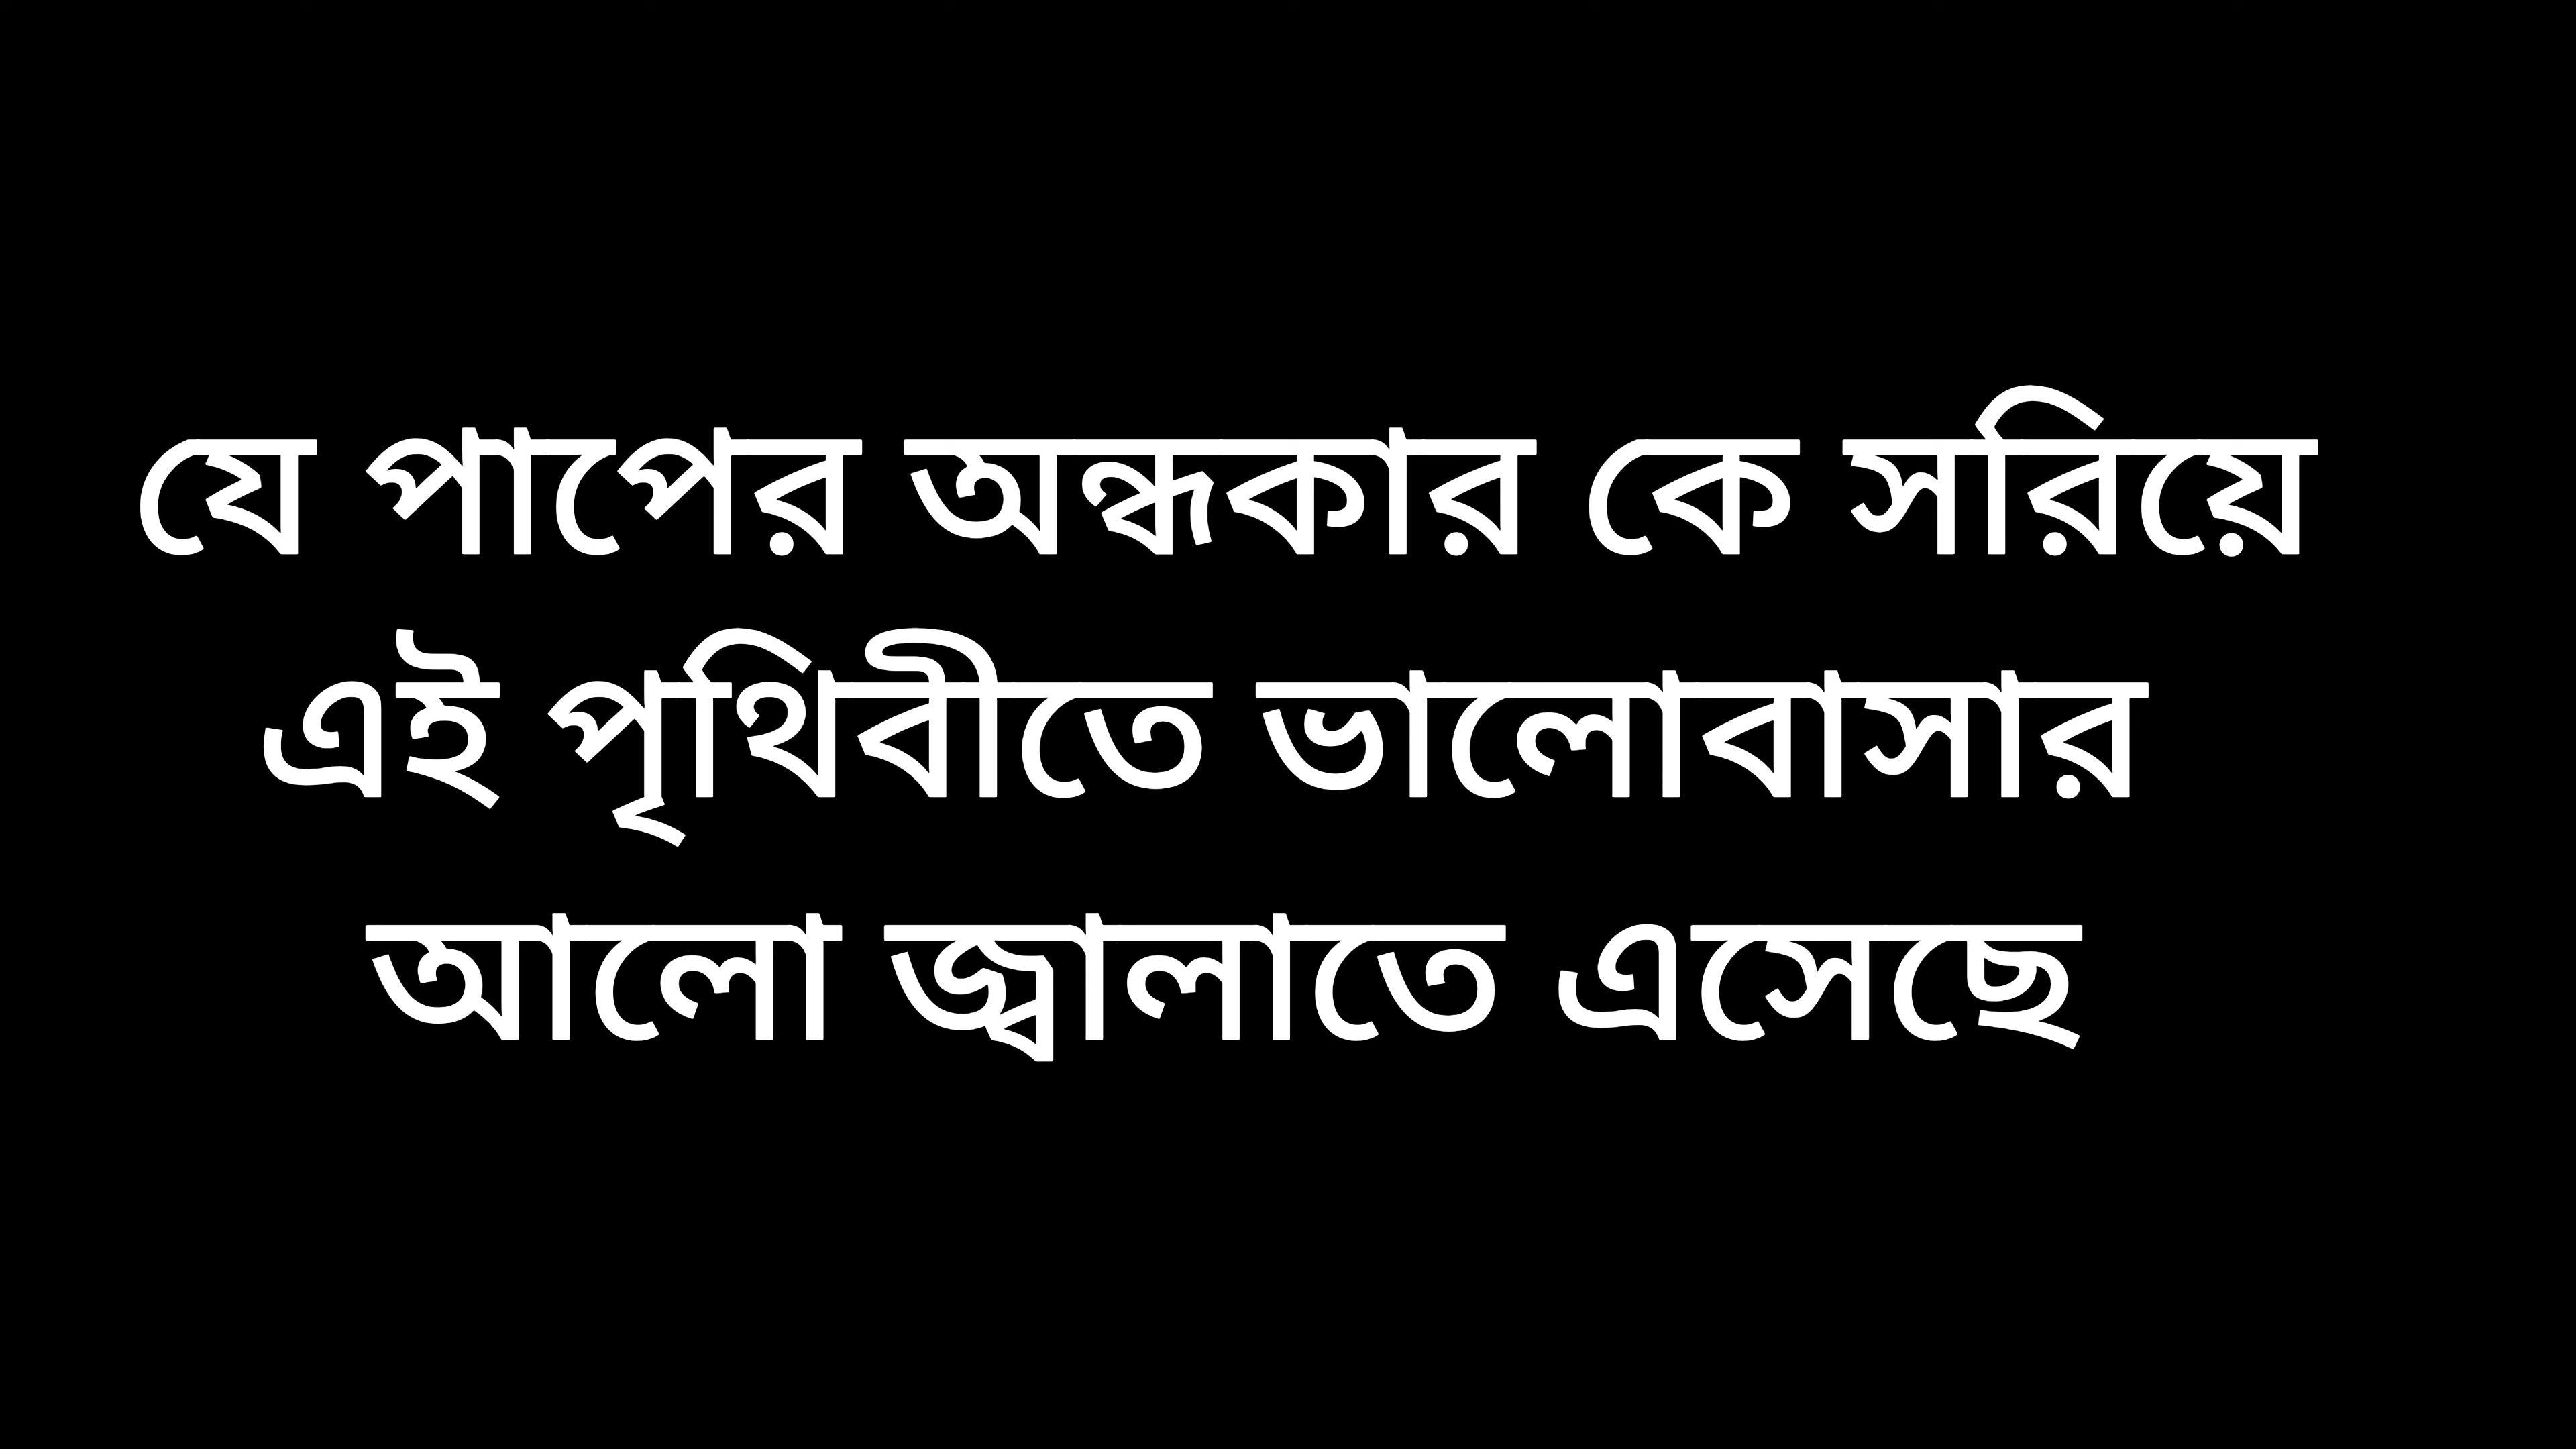 যে পাপের অন্ধকার কে সরিয়ে
এই পৃথিবীতে ভালোবাসার
আলো জ্বালাতে এসেছে